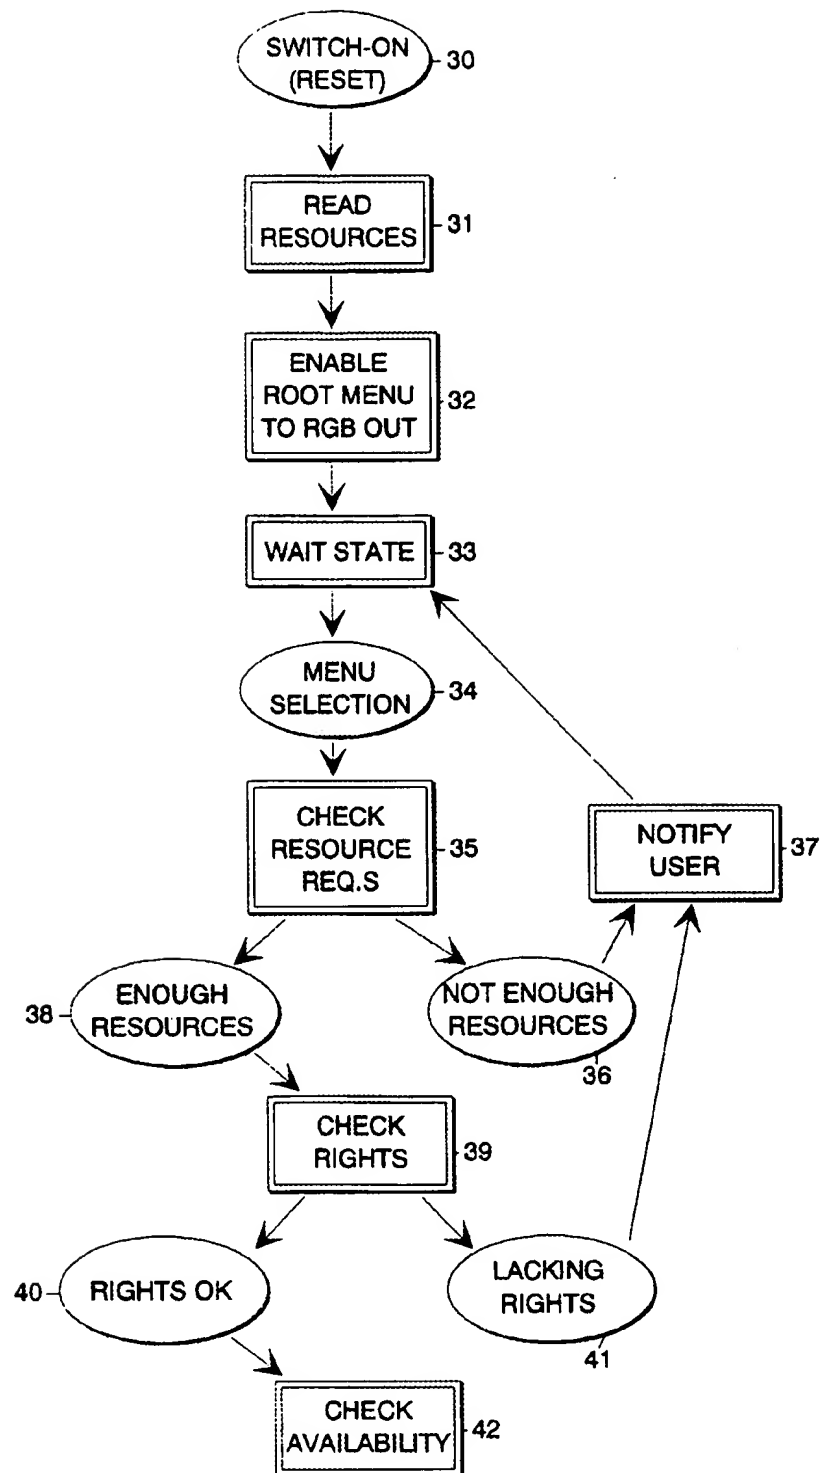 SWITCH-ON
(RESET)
30
READ
RESOURCES
31
ENABLE
ROOT MENU
TO RGB OUT
32
WAIT STATE
33
MENU
SELECTION
34
CHECK
RESOURCE
REQ.S
35
NOTIFY
USER
37
38
ENOUGH
RESOURCES
NOT ENOUGH
RESOURCES
36
CHECK
RIGHTS
39
40
RIGHTS OK
LACKING
RIGHTS
41
CHECK
AVAILABILITY
42